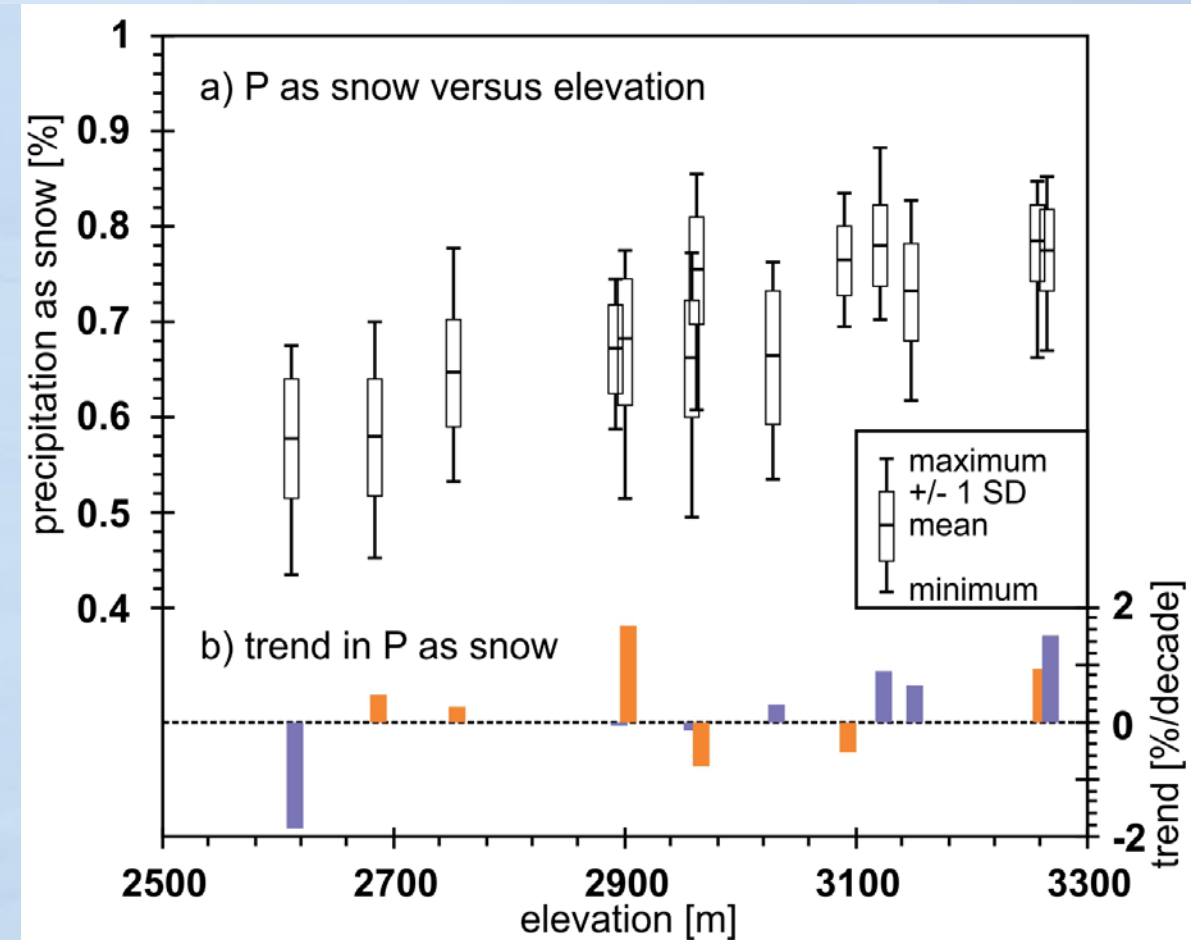 1
a) P as snow versus elevation
0.9
0.8
0.7
0.6
0.5
0.4
precipitation as snow [%]
maximum
+/- 1 SD
mean
minimum
b) trend in P as snow
2
0
-2
trend [%/decade]
2500 2700 2900 3100 3300
elevation [m]